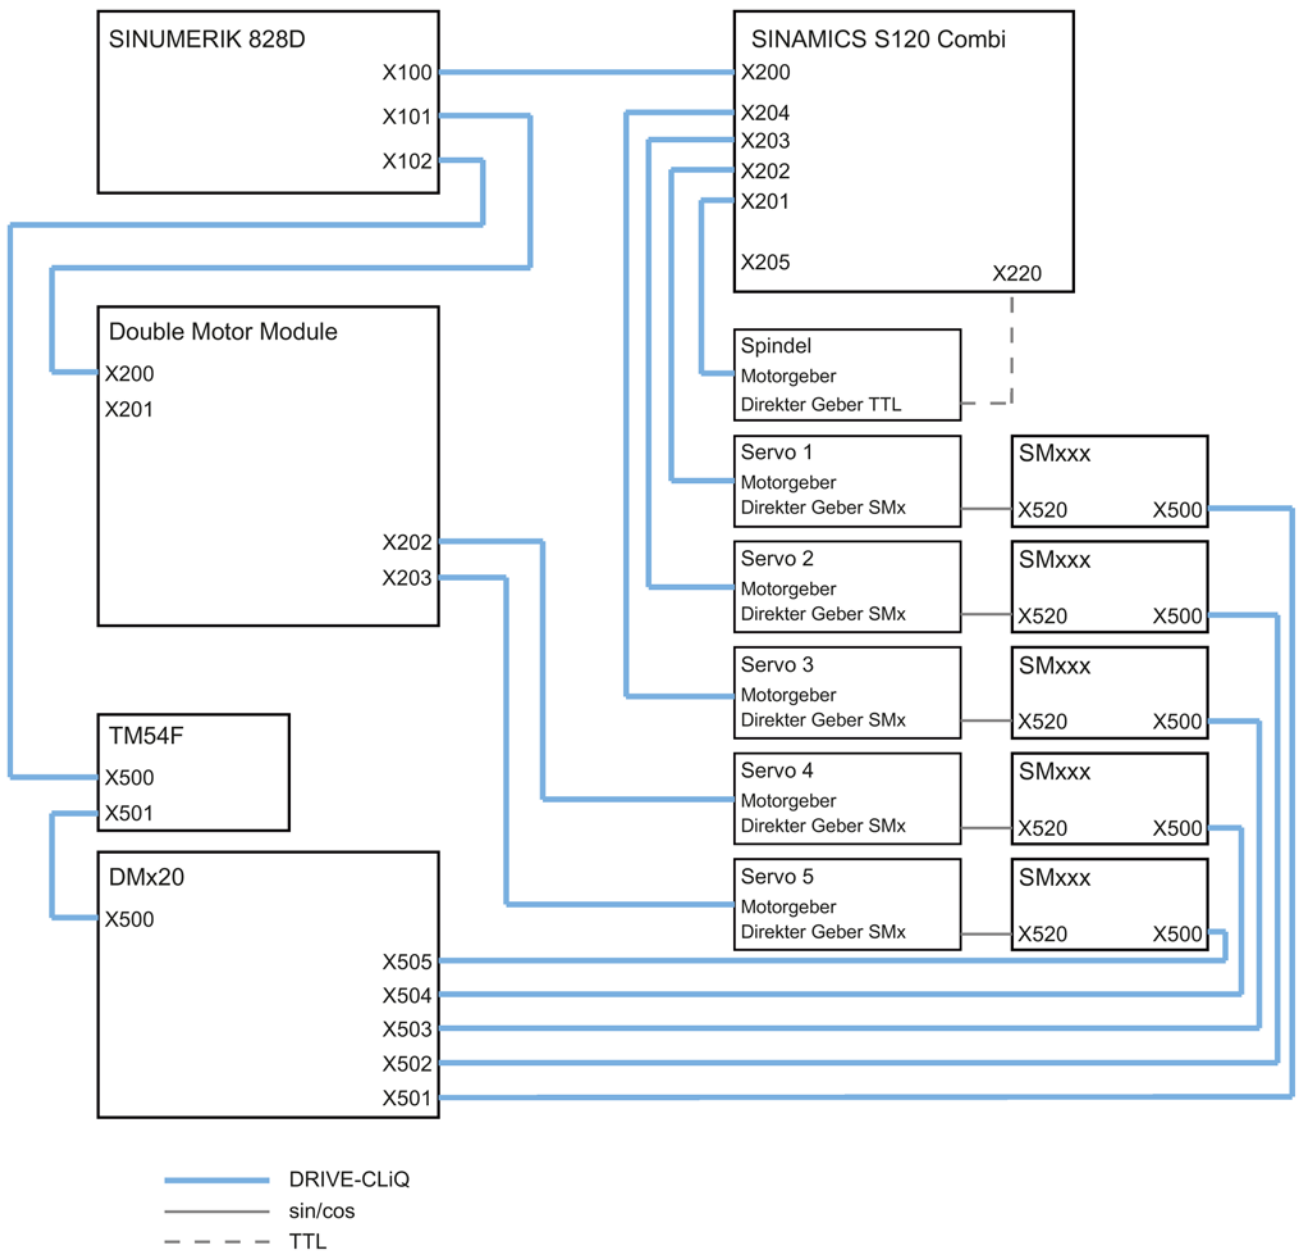 SINUMERIK 828D
X100
X101
X102
SINAMICS S120 Combi
X200
X204
X203
X202
X201
X205
X220
Double Motor Module
X200
X201
X202
X203
Spindel
Motorgeber
Direkter Geber TTL
Servo 1
Motorgeber
Direkter Geber SMx
SMxxx
X520 X500
Servo 2
Motorgeber
Direkter Geber SMx
SMxxx
X520 X500
Servo 3
Motorgeber
Direkter Geber SMx
SMxxx
X520 X500
Servo 4
Motorgeber
Direkter Geber SMx
SMxxx
X520 X500
Servo 5
Motorgeber
Direkter Geber SMx
SMxxx
X520 X500
TM54F
X500
X501
DMx20
X500
X505
X504
X503
X502
X501
DRIVE-CLiQ
sin/cos
TTL